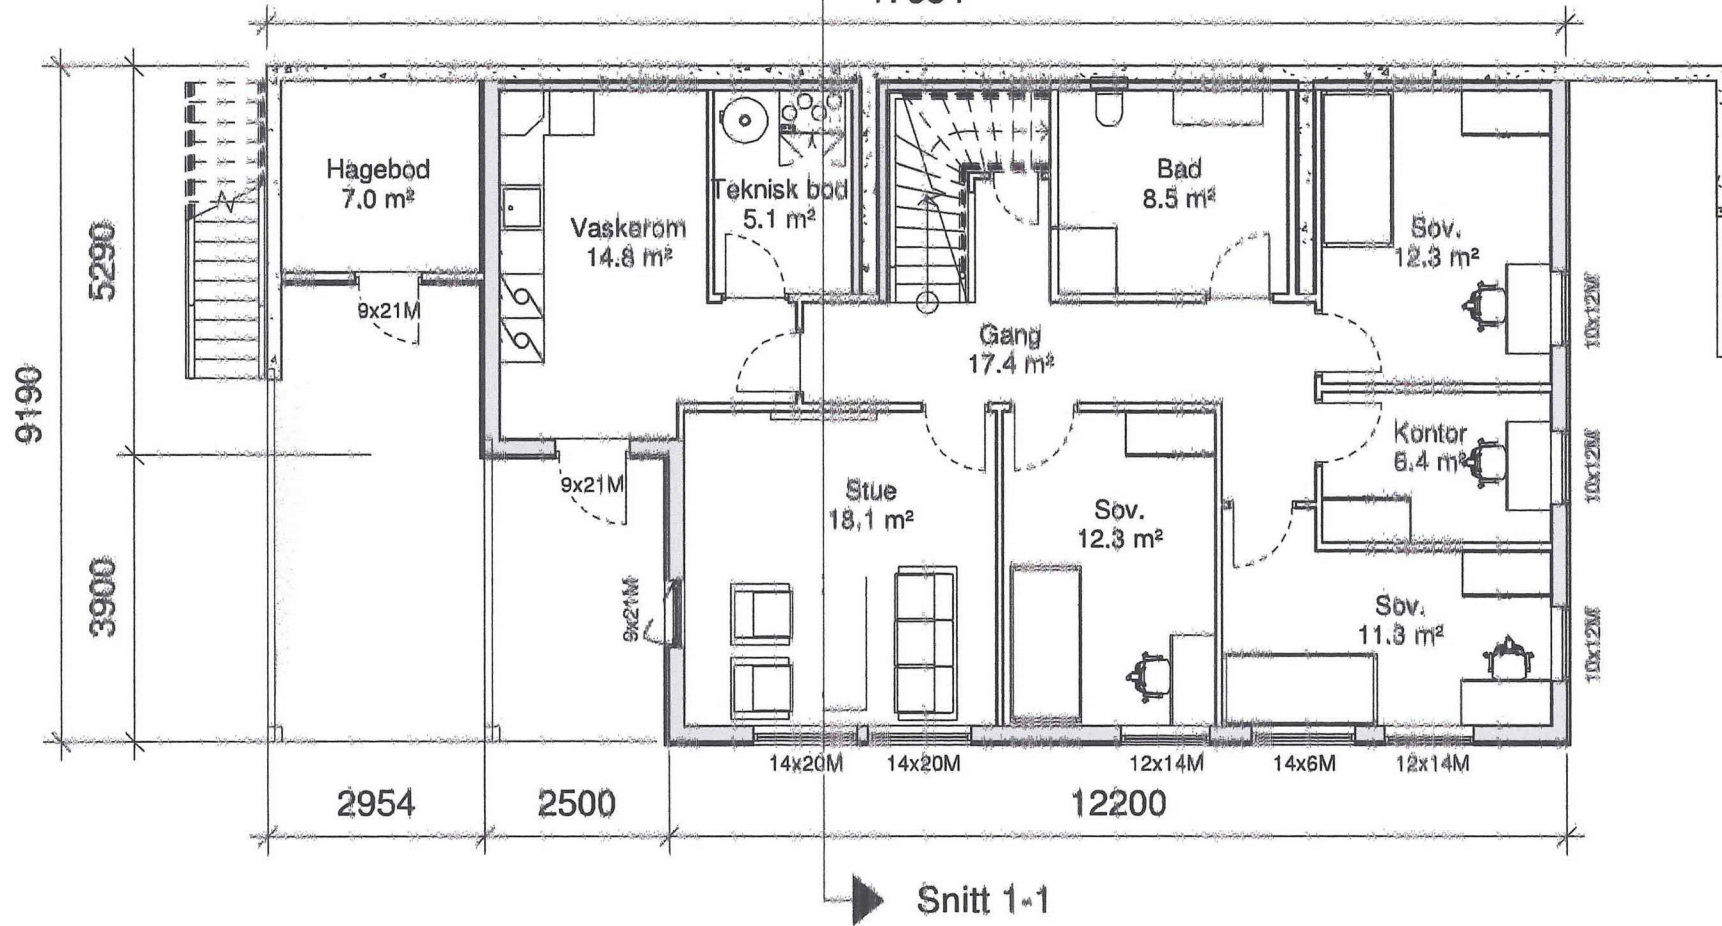 Hagebod
7.0 m²
Teknisk bod
5.1 m²
Bad
8.5 m²
Vaskerom
14.8 m²
Sov.
12.3 m²
9x21M
10x12M
5290
Gang
17.4 m²
9190
Kontor
6.4 m²
10x12M
9x21M
Stue
18.1 m²
Sov.
12.3 m²
3900
9x21M
Sov.
11.3 m²
10x12M
14x20M 14x20M 12x14M 14x6M 12x14M
2954 2500 12200
Snitt 1-1